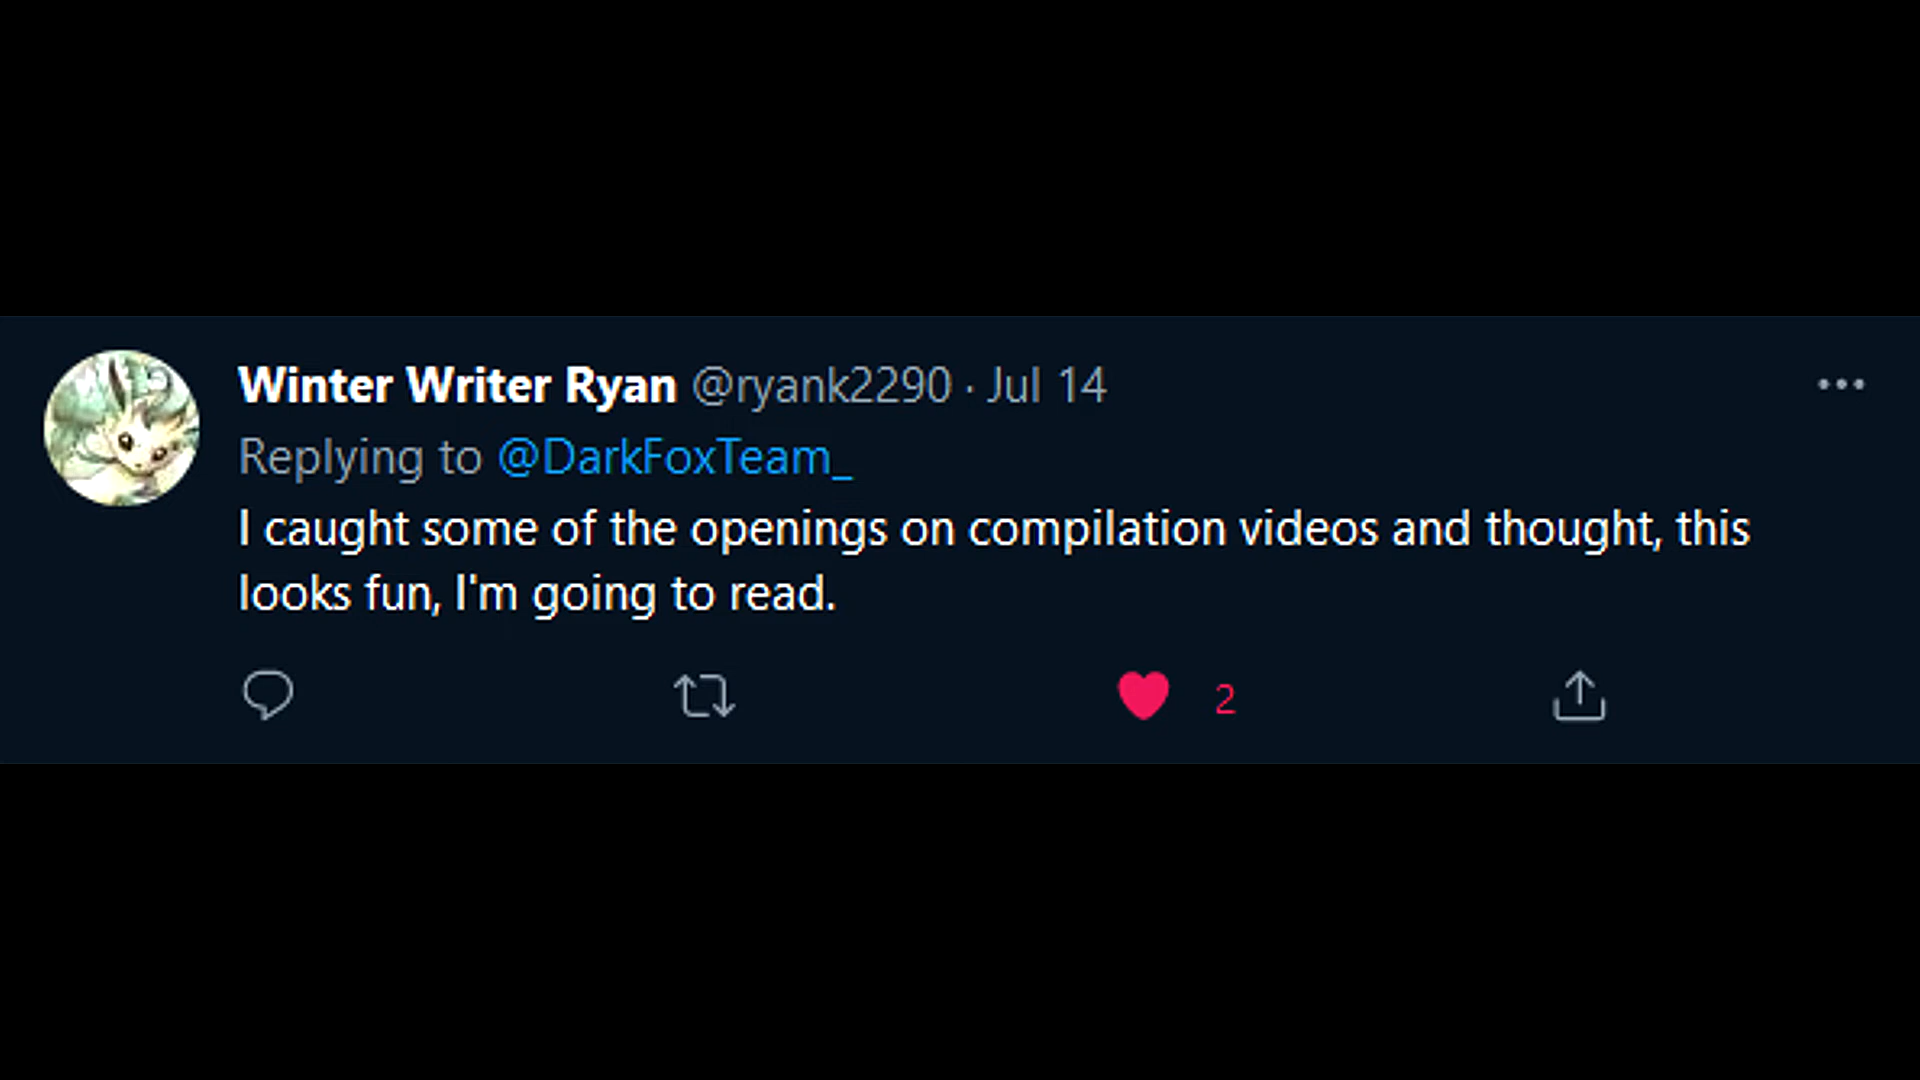 Winter Writer Ryan @ryank2290 · Jul 14
Replying to @DarkFoxTeam_
I caught some of the openings on compilation videos and thought, this
looks fun, I'm going to read.
2